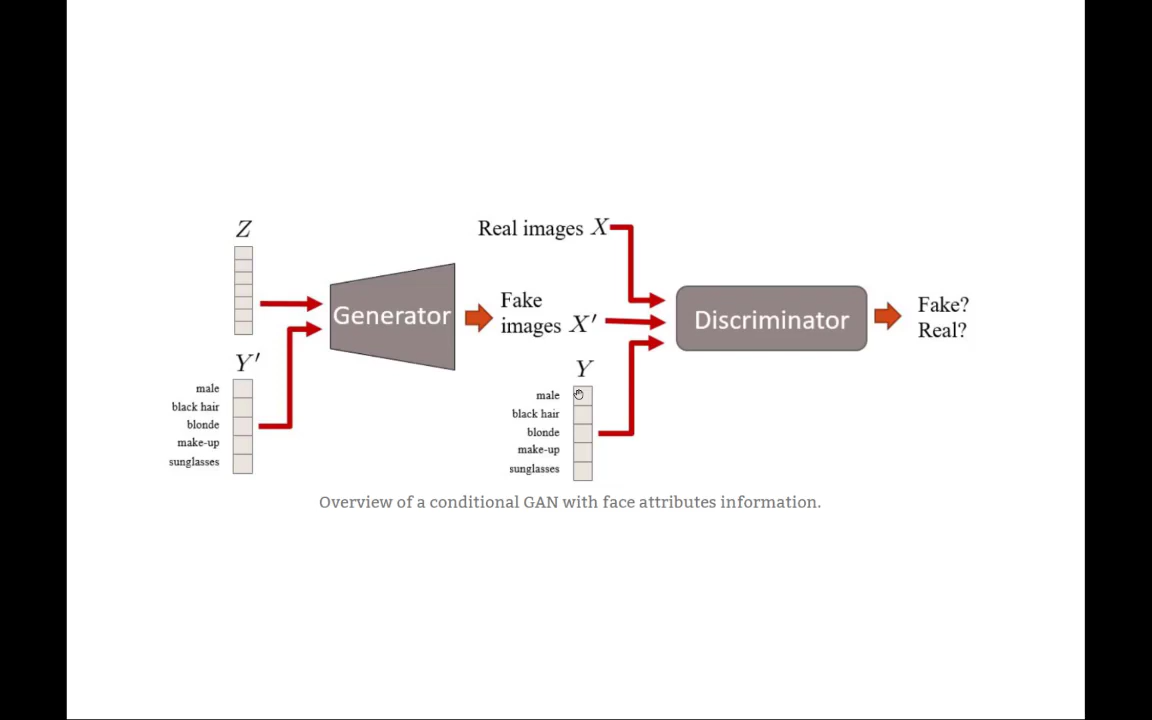 Z
Y′
male
black hair
blonde
make-up
sunglasses
Generator
Real images X
Fake
images X′
Y
male
black hair
blonde
make-up
sunglasses
Discriminator
Fake?
Real?
Overview of a conditional GAN with face attributes information.